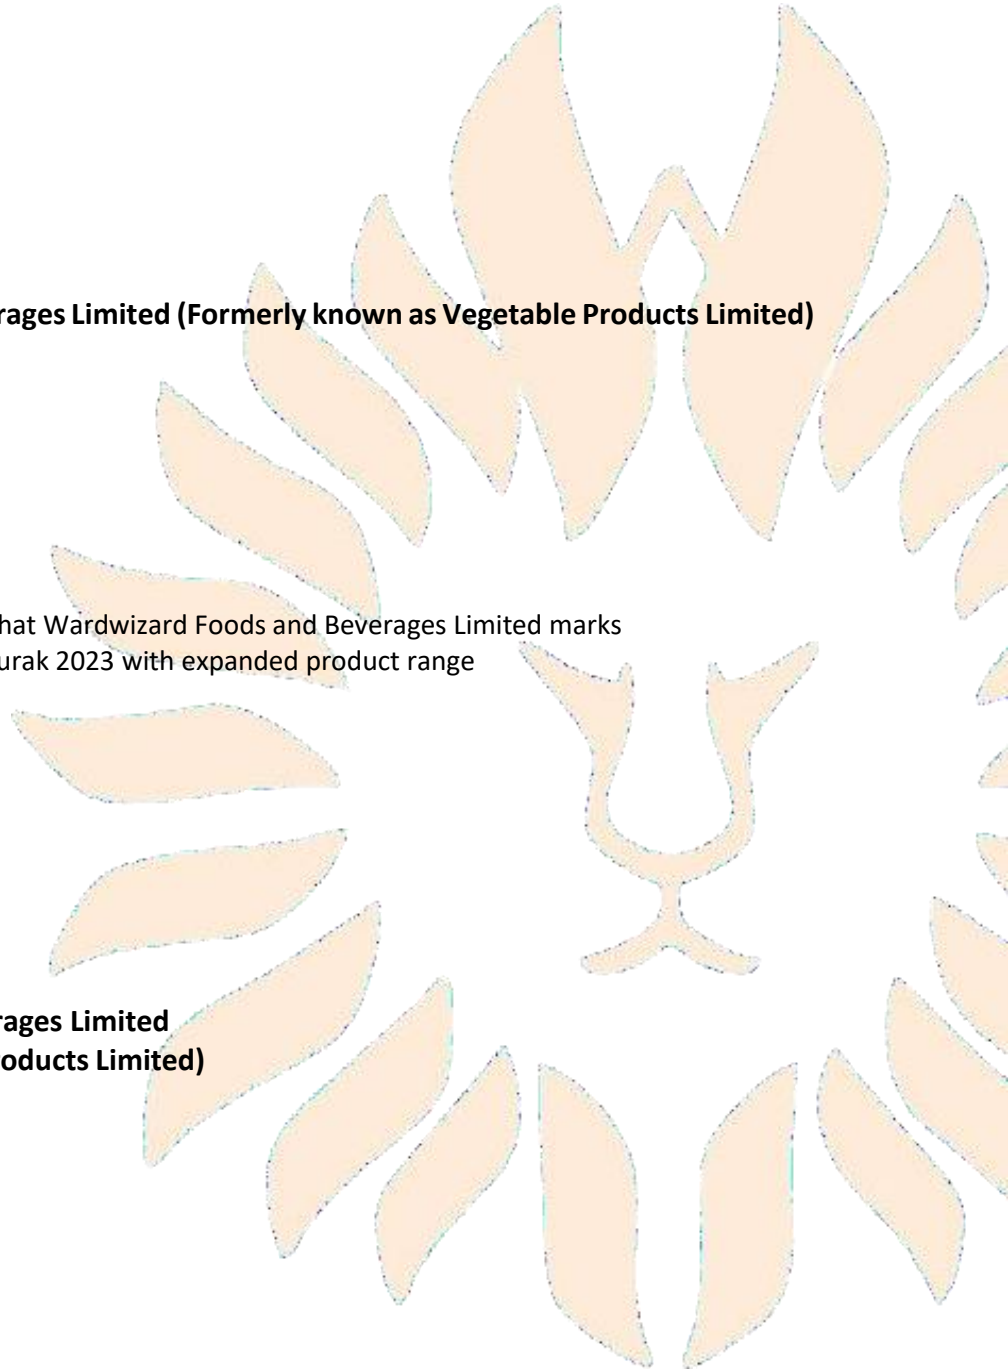 rages Limited (Formerly known as Vegetable Products Limited)
hat Wardwizard Foods and Beverages Limited marks
urak 2023 with expanded product range
rages Limited
roducts Limited)